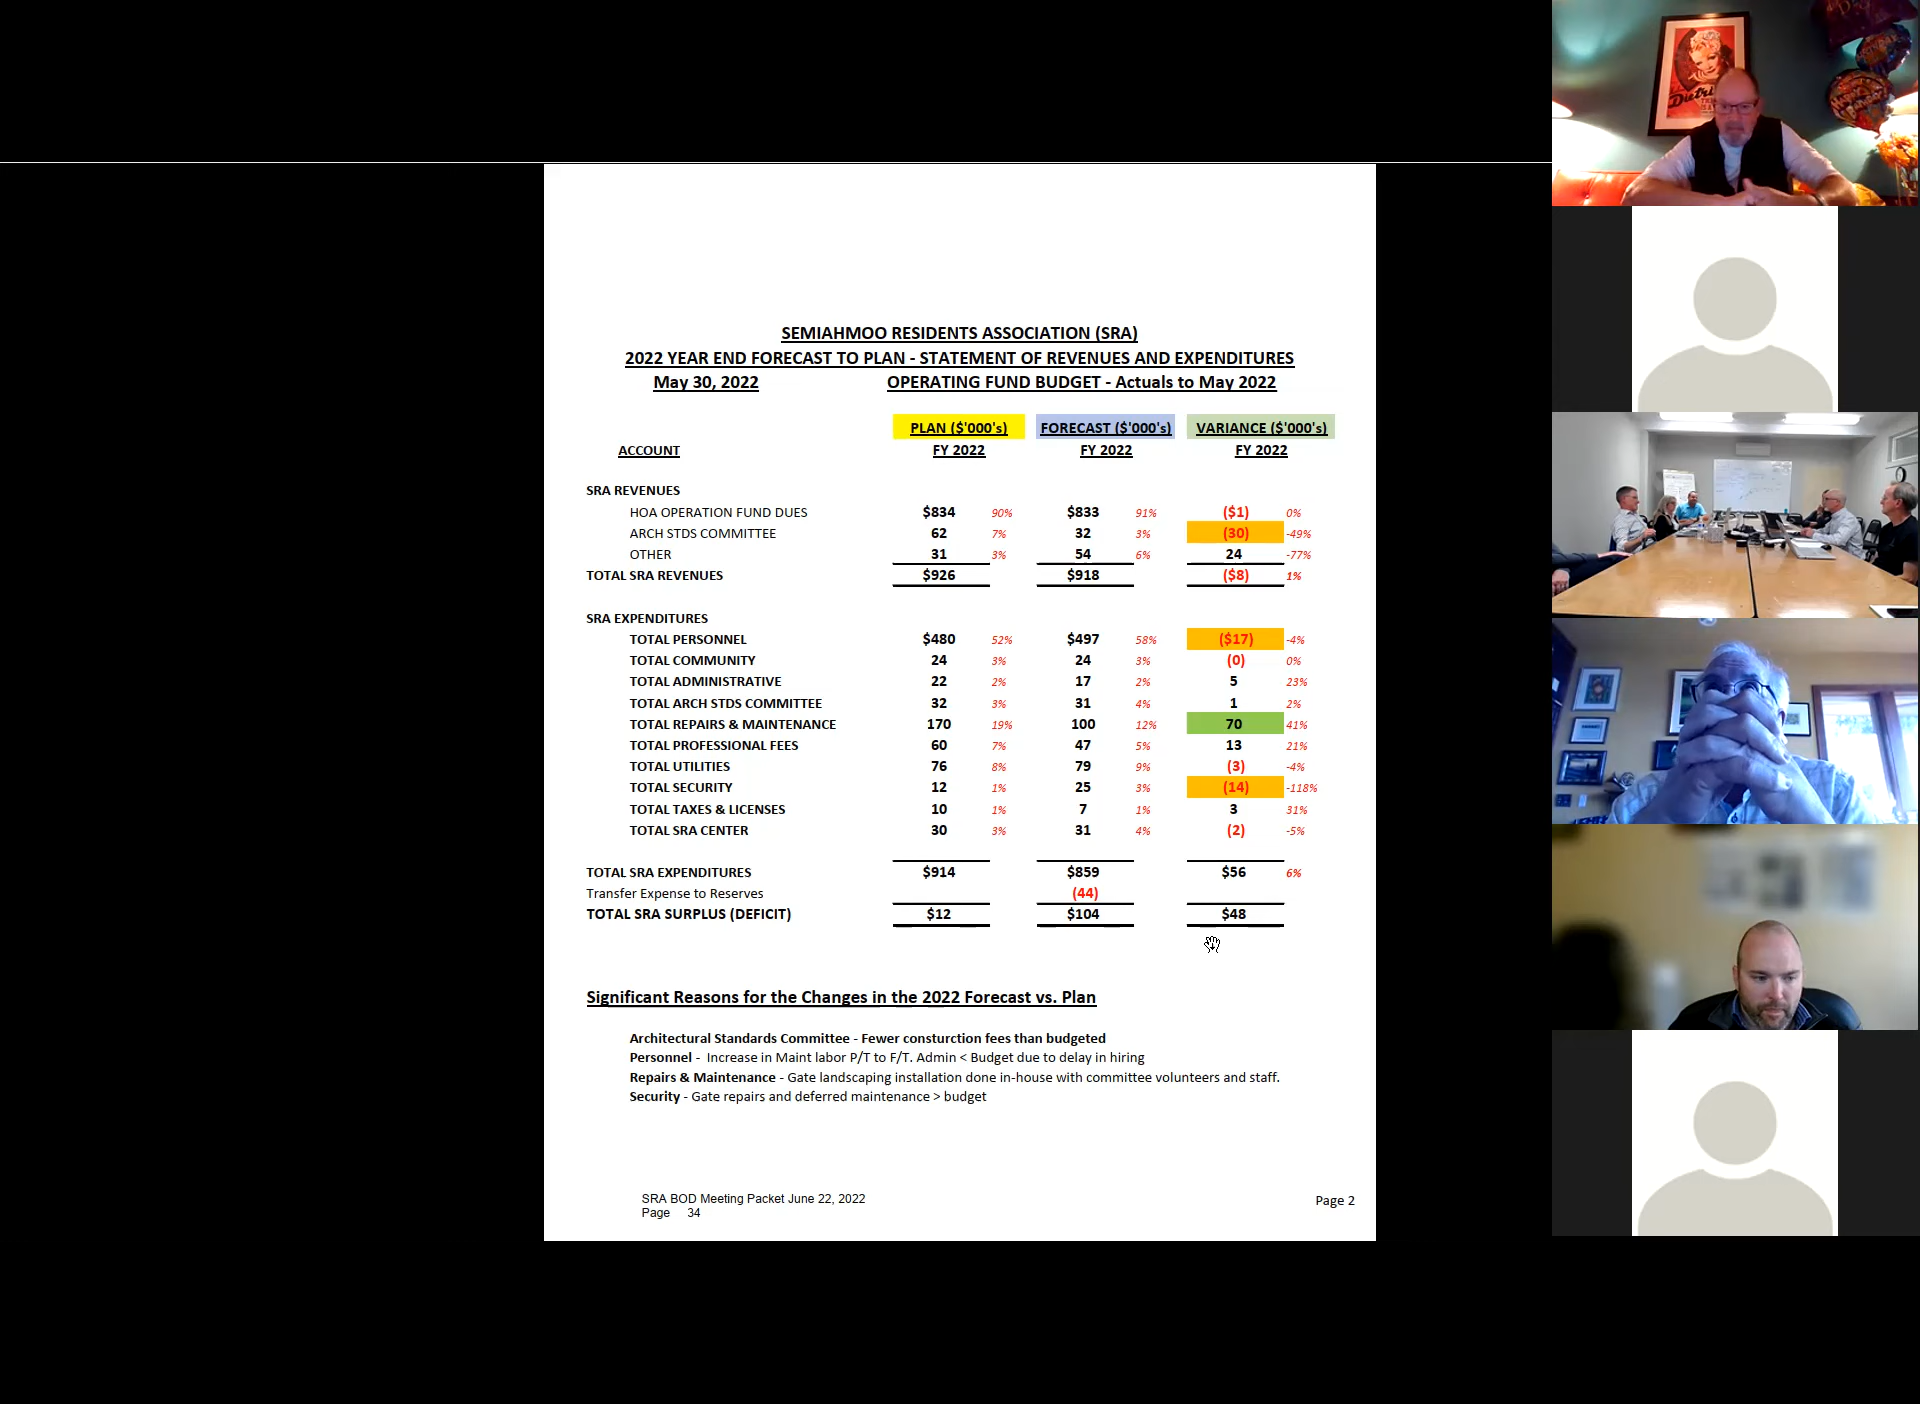 SEMIAHMOO RESIDENTS ASSOCIATION (SRA)
2022 YEAR END FORECAST TO PLAN - STATEMENT OF REVENUES AND EXPENDITURES
May 30, 2022 OPERATING FUND BUDGET - Actuals to May 2022
PLAN ($'000's) FORECAST ($'000's) VARIANCE ($'000's)
ACCOUNT FY 2022 FY 2022 FY 2022
SRA REVENUES
HOA OPERATION FUND DUES $834 90% $833 91% ($1) 0%
ARCH STDS COMMITTEE 62 7% 32 3% (30) -49%
OTHER 31 3% 54 6% 24 -77%
TOTAL SRA REVENUES $926 $918 ($8) 1%
SRA EXPENDITURES
TOTAL PERSONNEL $480 52% $497 58% ($17) -4%
TOTAL COMMUNITY 24 3% 24 3% (0) 0%
TOTAL ADMINISTRATIVE 22 2% 17 2% 5 23%
TOTAL ARCH STDS COMMITTEE 32 3% 31 4% 1 2%
TOTAL REPAIRS & MAINTENANCE 170 19% 100 12% 70 41%
TOTAL PROFESSIONAL FEES 60 7% 47 5% 13 21%
TOTAL UTILITIES 76 8% 79 9% (3) -4%
TOTAL SECURITY 12 1% 25 3% (14) -118%
TOTAL TAXES & LICENSES 10 1% 7 1% 3 31%
TOTAL SRA CENTER 30 3% 31 4% (2) -5%
TOTAL SRA EXPENDITURES $914 $859 $56 6%
Transfer Expense to Reserves (44)
TOTAL SRA SURPLUS (DEFICIT) $12 $104 $48
Significant Reasons for the Changes in the 2022 Forecast vs. Plan
Architectural Standards Committee - Fewer consturction fees than budgeted
Personnel - Increase in Maint labor P/T to F/T. Admin < Budget due to delay in hiring
Repairs & Maintenance - Gate landscaping installation done in-house with committee volunteers and staff.
Security - Gate repairs and deferred maintenance > budget
SRA BOD Meeting Packet June 22, 2022
Page 34
Page 2